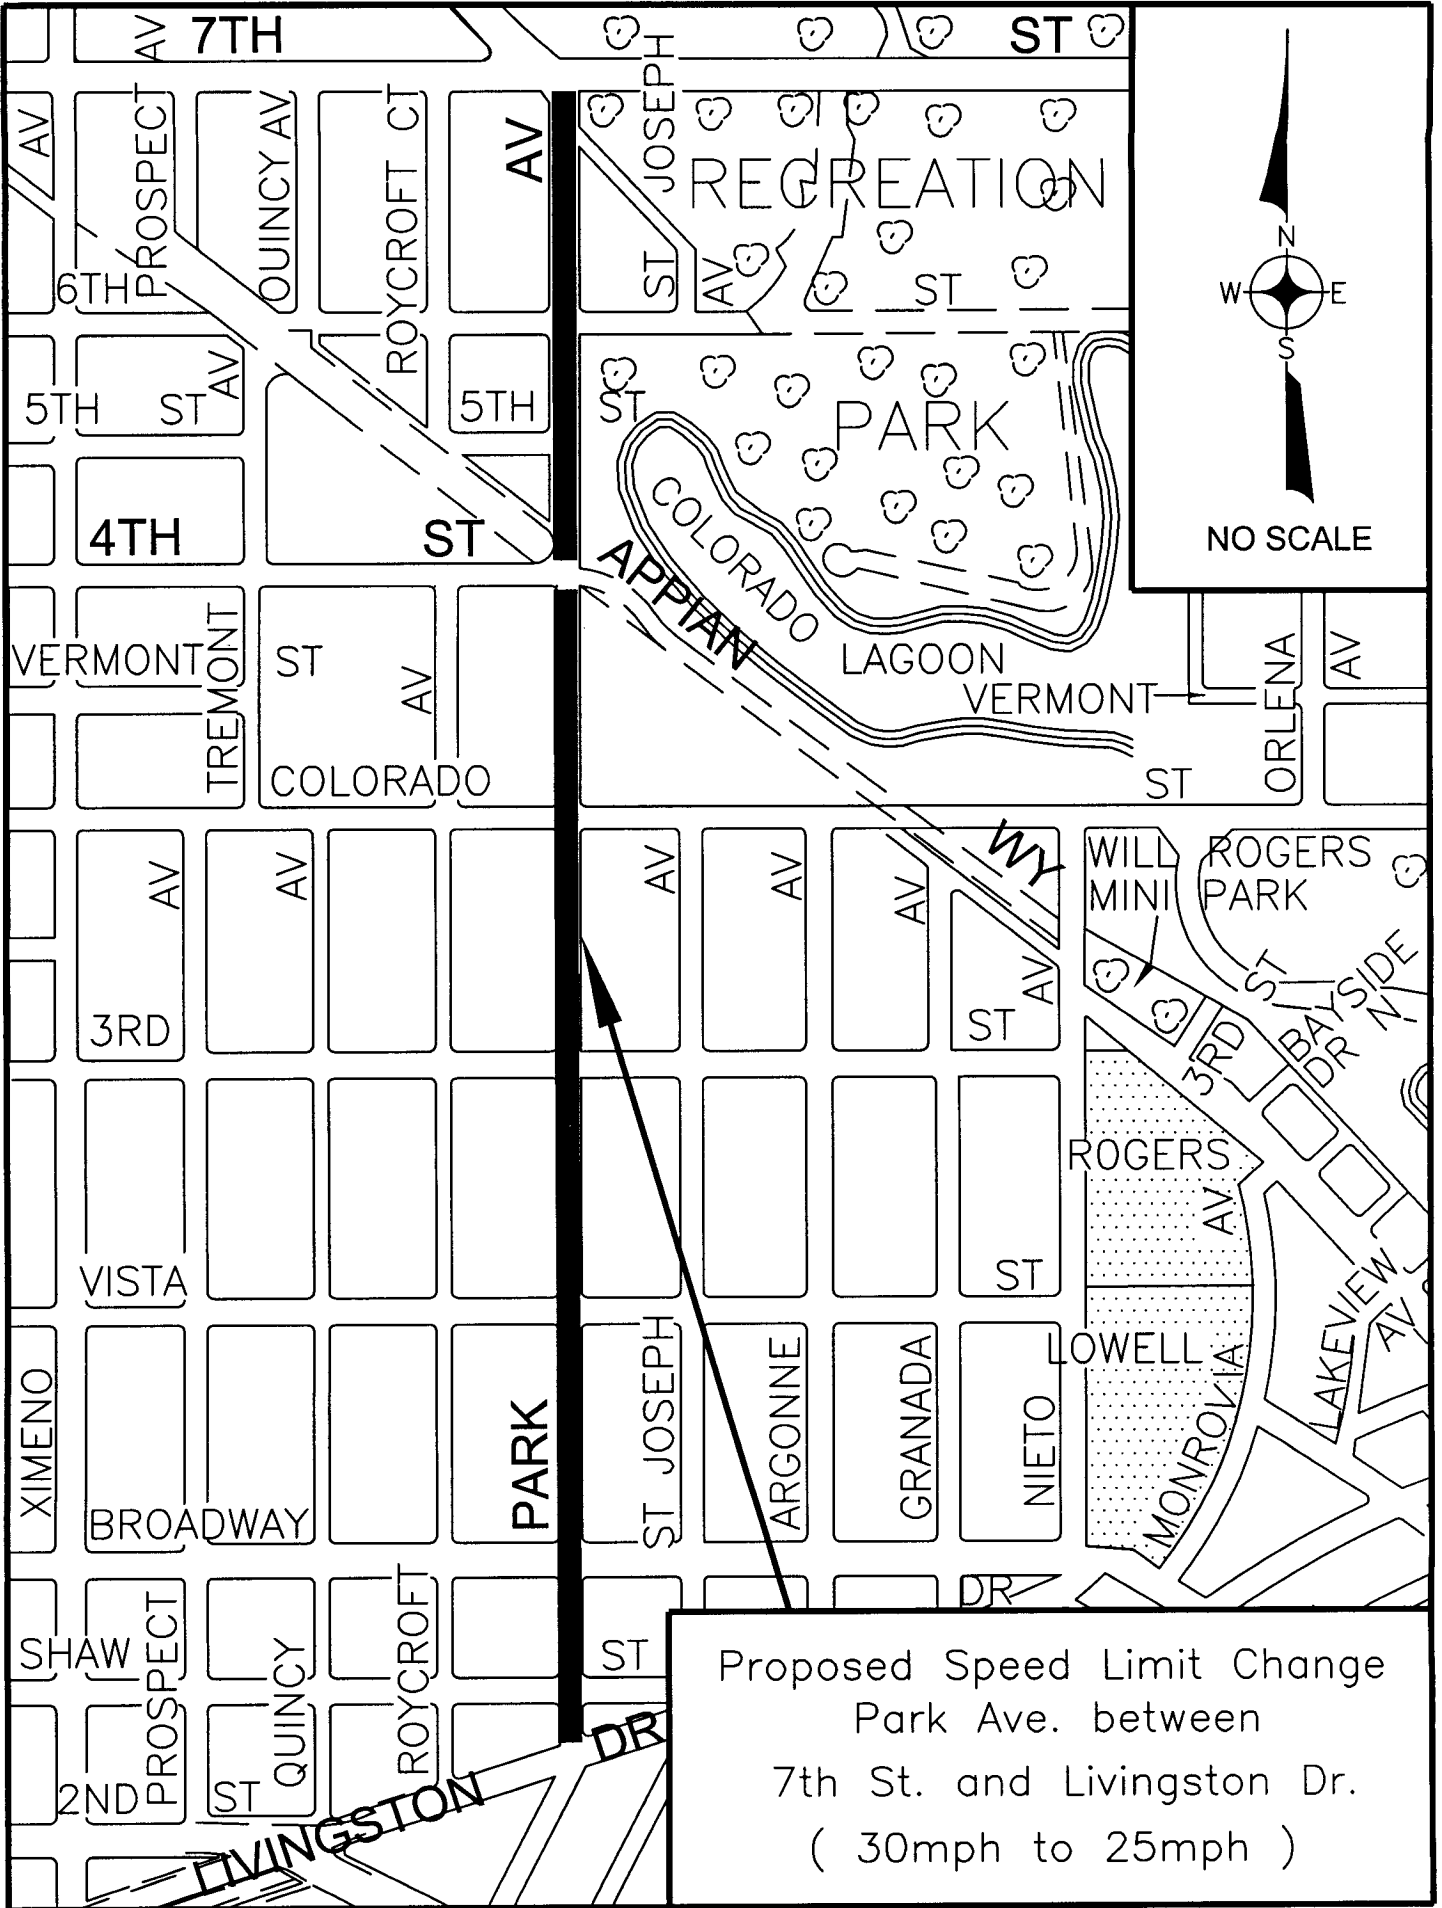 AV
7TH
ST
JOSEPH
AV
PROSPECT
QUINCY AV
ROYCROFT CT
AV
RECREATION
6TH
ST
AV
ST
5TH
ST
AV
5TH
ST
PARK
4TH
ST
APPIAN
COLORADO
LAGOON
VERMONT
TREMONT
ST
AV
VERMONT
ORLENA
AV
COLORADO
ST
N
W
E
S
NO SCALE
WY
WILL ROGERS
MINI PARK
AV
AV
AV
AV
AV
AV
ST
BAYSIDE
DR N.
3RD
ST
3RD
ROGERS
AV
VISTA
ST
LOWELL
XIMENO
PARK
ST JOSEPH
ARGONNE
GRANADA
NIETO
MONROVIA
LAKEVIEW
AV
BROADWAY
DR
SHAW
PROSPECT
QUINCY
ROYCROFT
ST
2ND
ST
LIVINGSTON
DR
Proposed Speed Limit Change
Park Ave. between
7th St. and Livingston Dr.
( 30mph to 25mph )